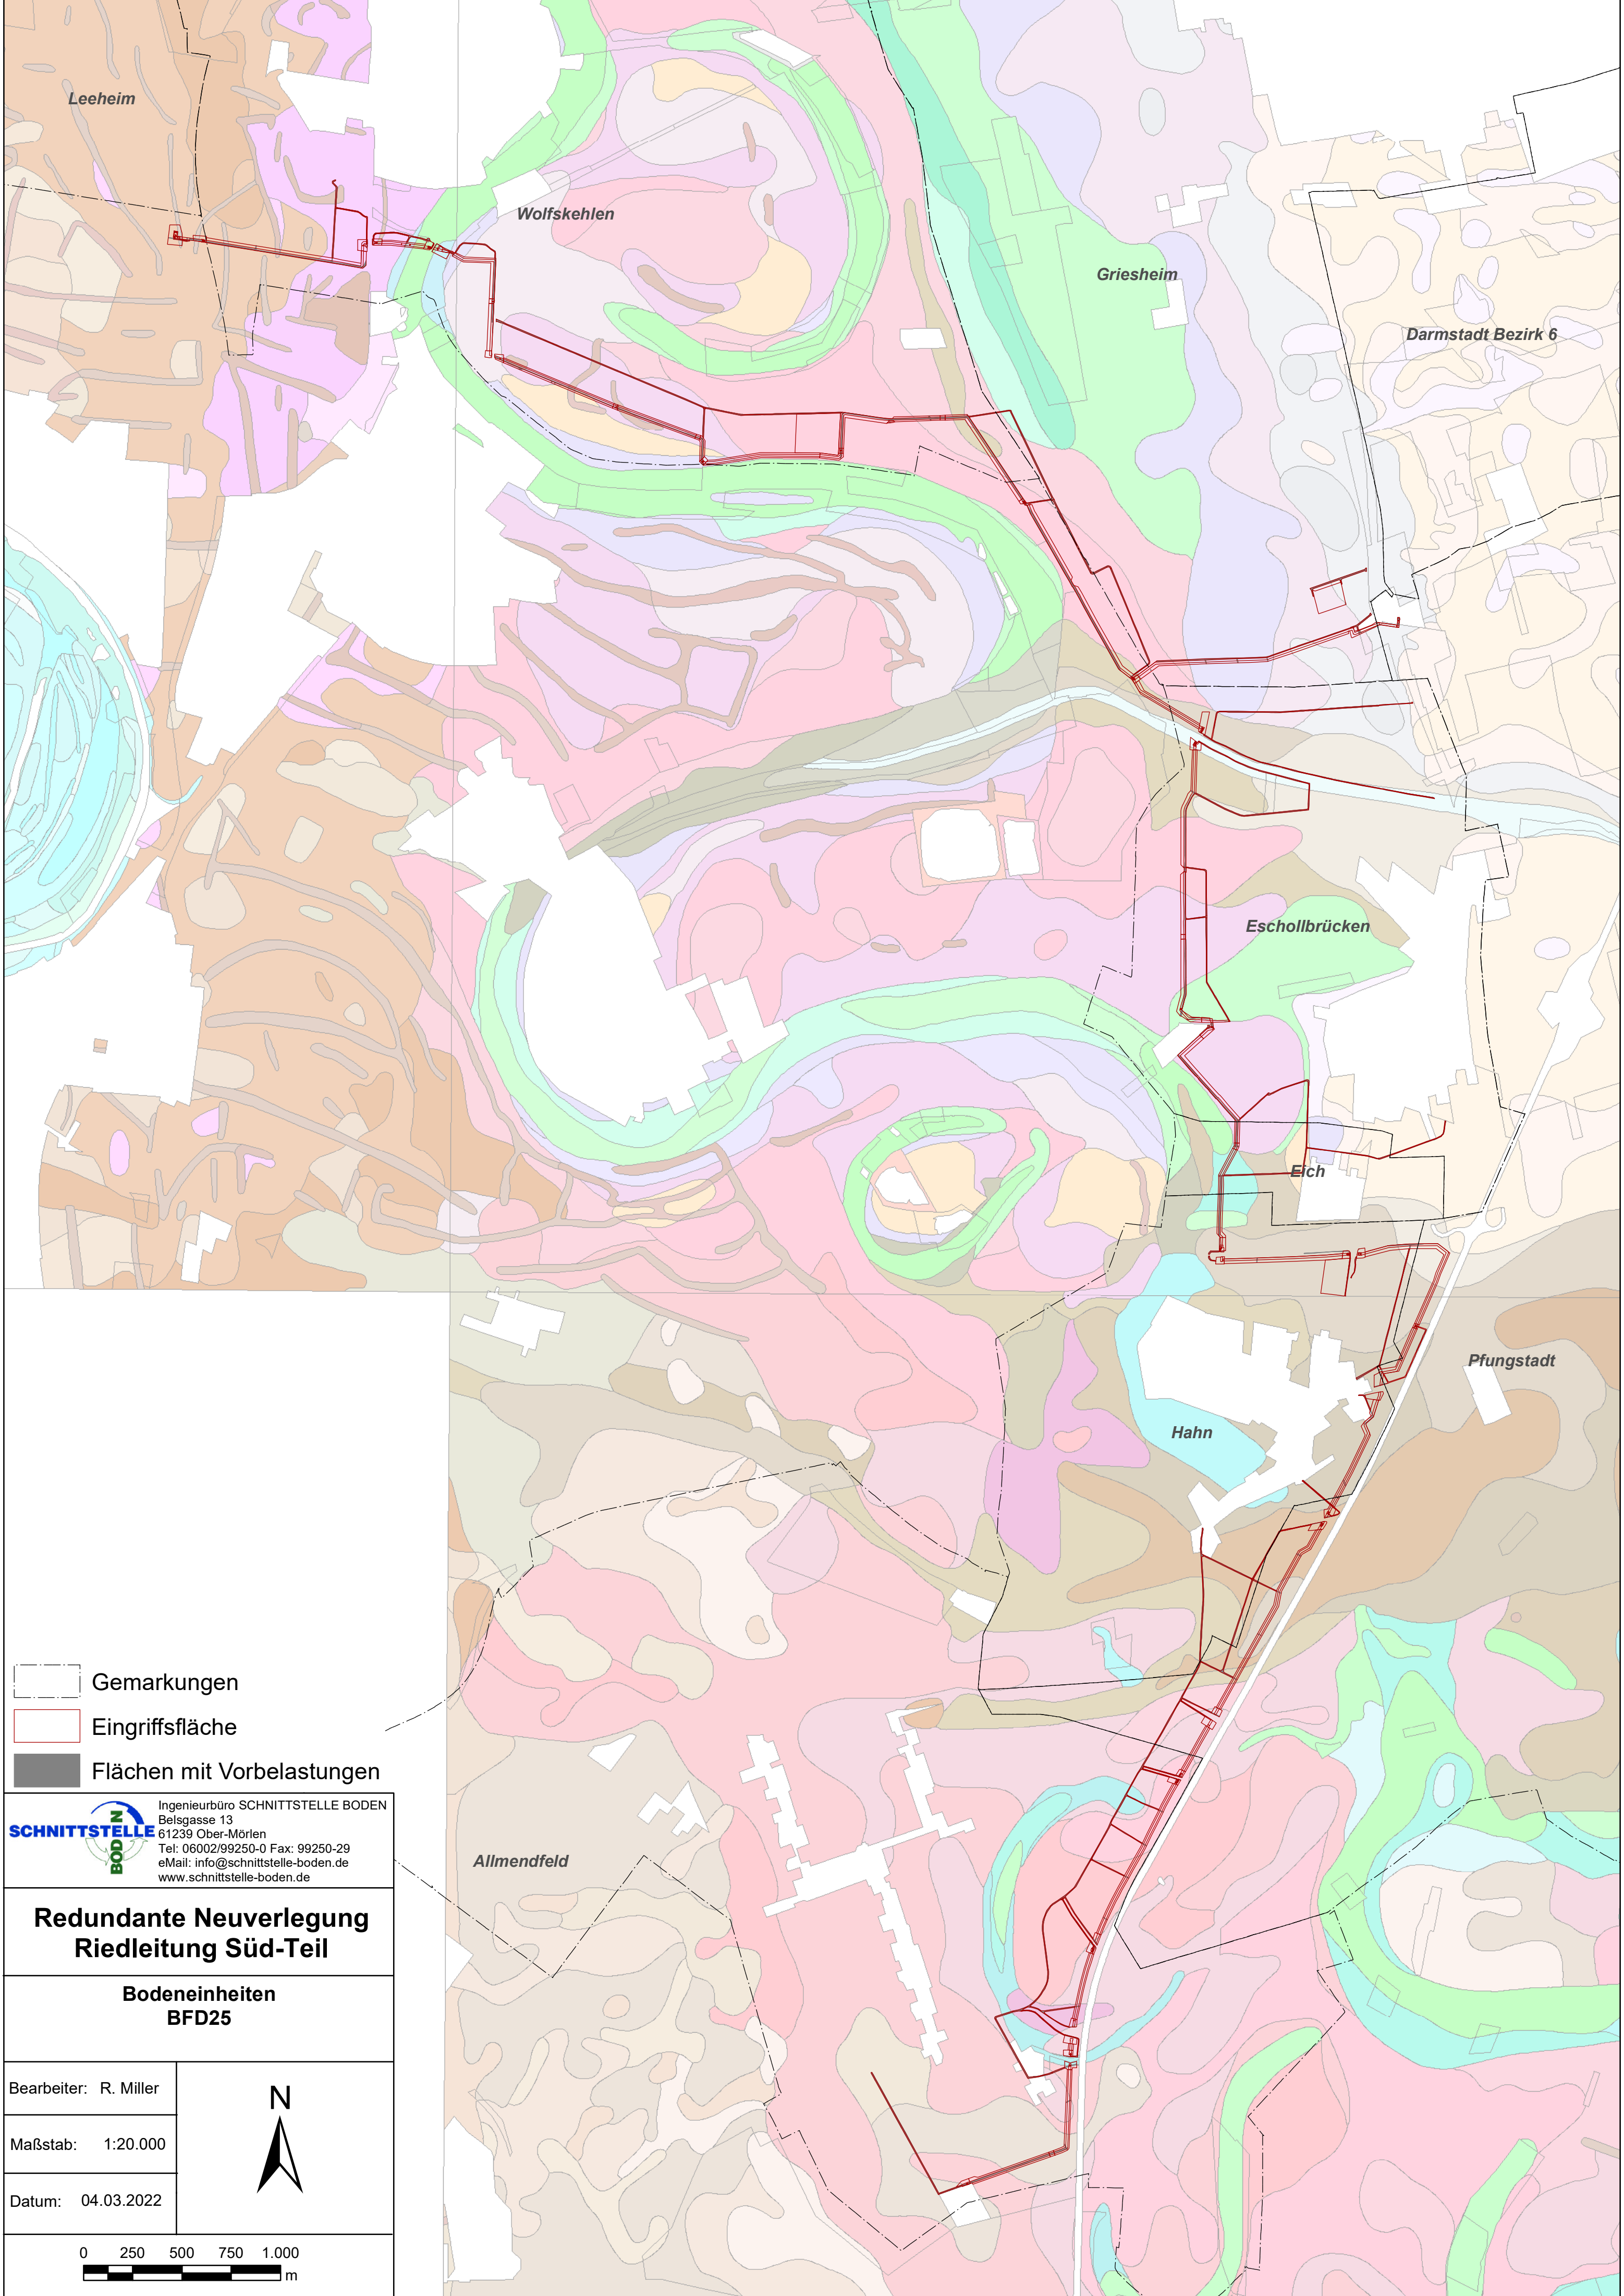 Leeheim
Wolfskehlen
Griesheim
Darmstadt Bezirk 6
Eschollbrücken
Eich
Pfungstadt
Hahn
Allmendfeld
Gemarkungen
Eingriffsfläche
Flächen mit Vorbelastungen
SCHNITTSTELLE
BODEN
Ingenieurbüro SCHNITTSTELLE BODEN
Belsgasse 13
61239 Ober-Mörlen
Tel: 06002/99250-0 Fax: 99250-29
eMail: info@schnittstelle-boden.de
www.schnittstelle-boden.de
Redundante Neuverlegung
Riedleitung Süd-Teil
Bodeneinheiten
BFD25
Bearbeiter: R. Miller
Maßstab: 1:20.000
Datum: 04.03.2022
N
0 250 500 750 1.000
m